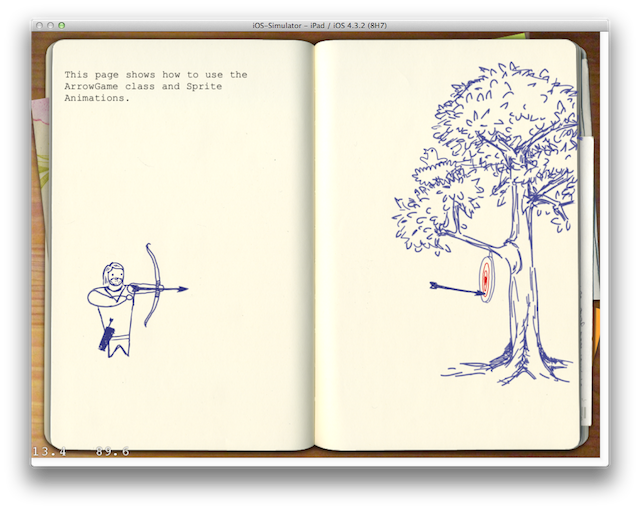 iOS-Simulator – iPad / iOS 4.3.2 (8H7)
This page shows how to use the
ArrowGame class and Sprite
Animations.
13.4 89.6